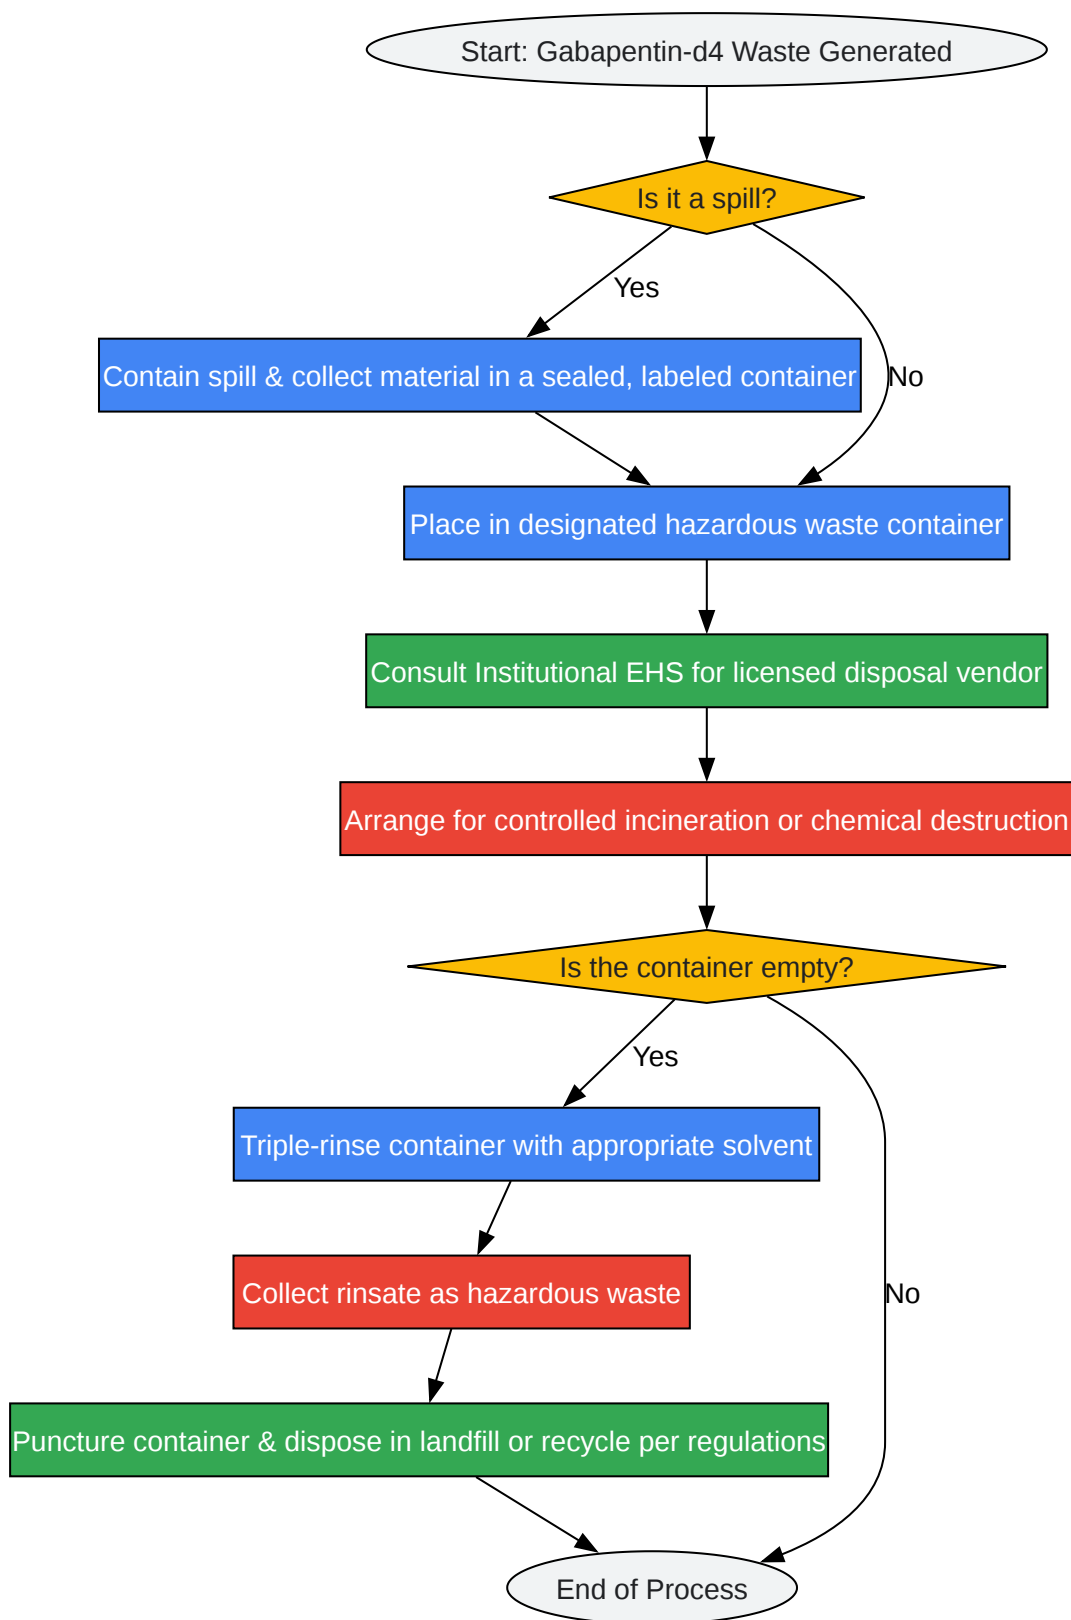 Start: Gabapentin-d4 Waste Generated
Is it a spill?
Yes
Contain spill & collect material in a sealed, labeled container
No
Place in designated hazardous waste container
Consult Institutional EHS for licensed disposal vendor
Arrange for controlled incineration or chemical destruction
Is the container empty?
Yes
Triple-rinse container with appropriate solvent
Collect rinsate as hazardous waste
No
Puncture container & dispose in landfill or recycle per regulations
End of Process